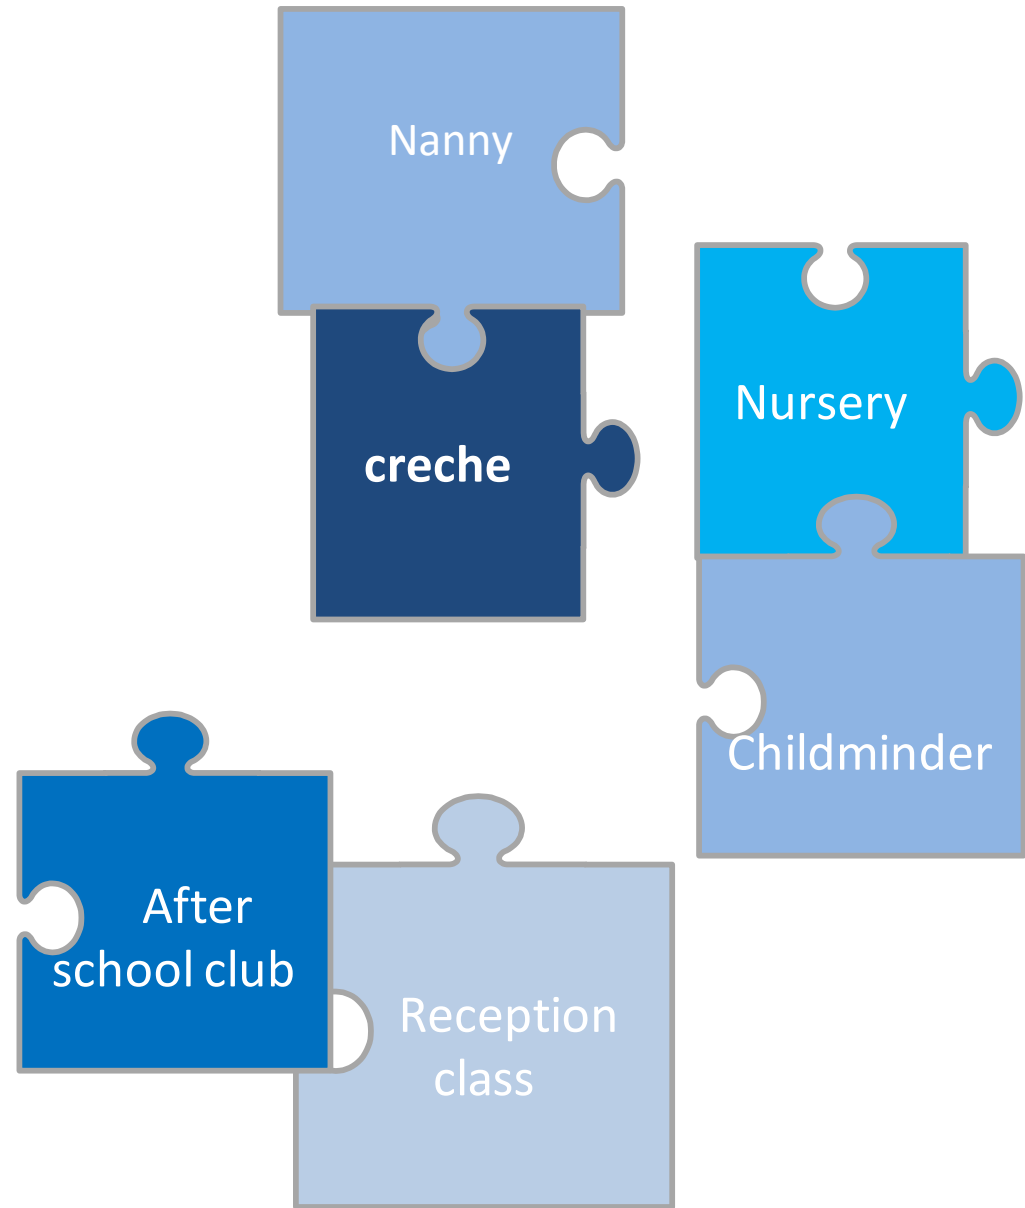 Nanny
Nursery
creche
Childminder
After
school club
Reception
class